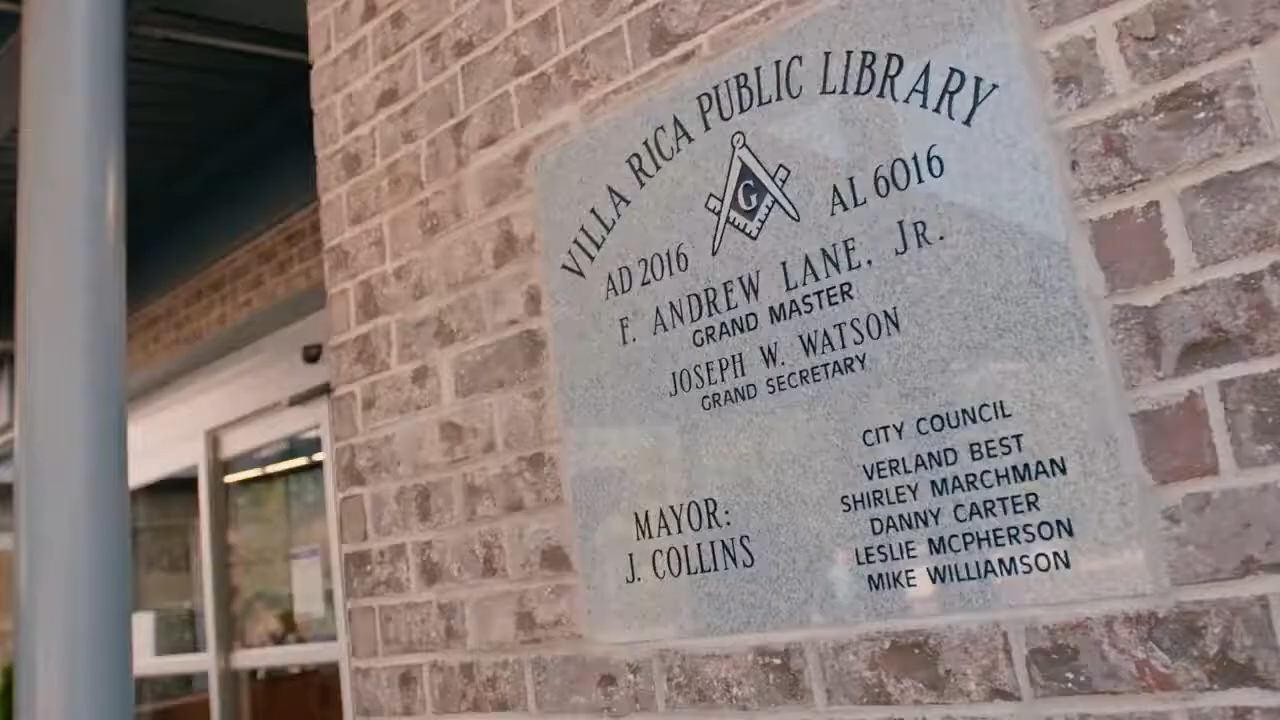 VILLA RICA PUBLIC LIBRARY
G
AD 2016 AL 6016
F. ANDREW LANE, JR.
GRAND MASTER
JOSEPH W. WATSON
GRAND SECRETARY
MAYOR:
J. COLLINS
CITY COUNCIL
VERLAND BEST
SHIRLEY MARCHMAN
DANNY CARTER
LESLIE MCPHERSON
MIKE WILLIAMSON